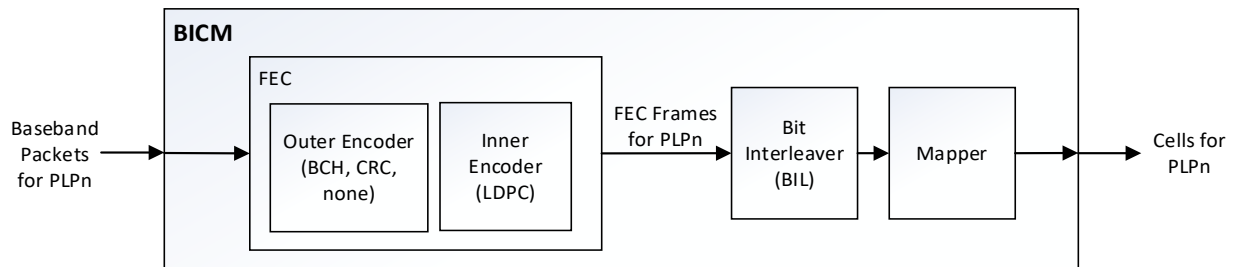 BICM
FEC
Baseband
Packets
for PLPn
Outer Encoder
(BCH, CRC,
none)
Inner
Encoder
(LDPC)
FEC Frames
for PLPn
Bit
Interleaver
(BIL)
Mapper
Cells for
PLPn